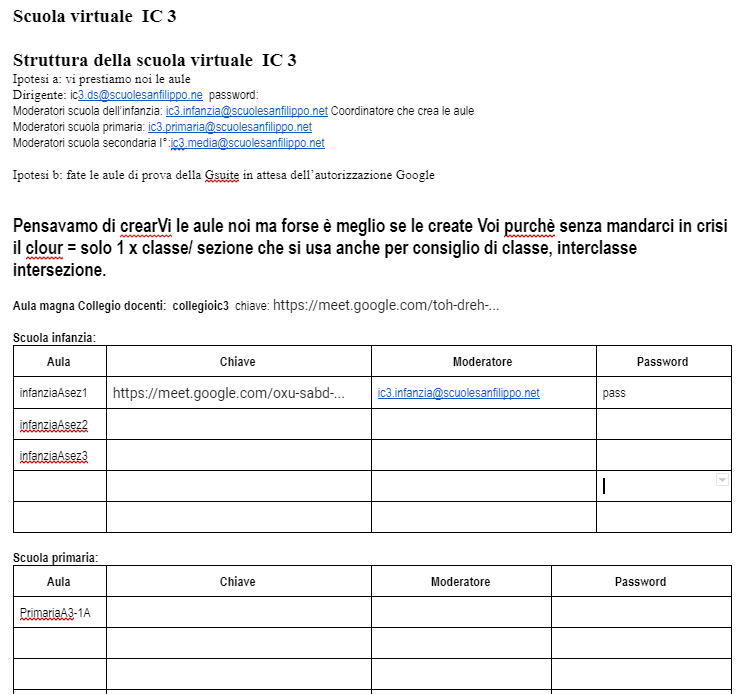 Scuola virtuale IC 3
Struttura della scuola virtuale IC 3
Ipotesi a: vi prestiamo noi le aule
Dirigente: ic3.ds@scuolesanfilippo.ne password:
Moderatori scuola dell'infanzia: ic3.infanzia@scuolesanfilippo.net Coordinatore che crea le aule
Moderatori scuola primaria: ic3.primaria@scuolesanfilippo.net
Moderatori scuola secondaria I°:ic3.media@scuolesanfilippo.net
Ipotesi b: fate le aule di prova della Gsuite in attesa dell'autorizzazione Google
Pensavamo di crearVi le aule noi ma forse è meglio se le create Voi purchè senza mandarci in crisi
il clour = solo 1 x classe/ sezione che si usa anche per consiglio di classe, interclasse
intersezione.
Aula magna Collegio docenti: collegioic3 chiave: https://meet.google.com/toh-dreh-...
Scuola infanzia:
Aula Chiave Moderatore Password
infanziaAsez1 https://meet.google.com/oxu-sabd-... ic3.infanzia@scuolesanfilippo.net pass
infanziaAsez2
infanziaAsez3
Scuola primaria:
Aula Chiave Moderatore Password
PrimariaA3-1A